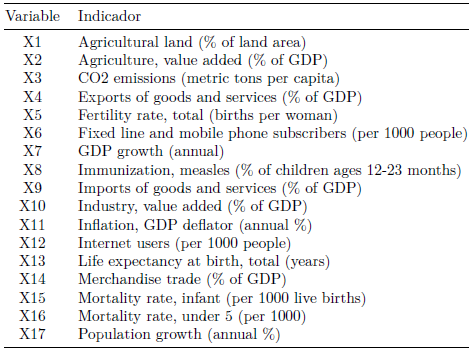 Variable Indicador
X1 Agricultural land (% of land area)
X2 Agriculture, value added (% of GDP)
X3 CO2 emissions (metric tons per capita)
X4 Exports of goods and services (% of GDP)
X5 Fertility rate, total (births per woman)
X6 Fixed line and mobile phone subscribers (per 1000 people)
X7 GDP growth (annual)
X8 Immunization, measles (% of children ages 12-23 months)
X9 Imports of goods and services (% of GDP)
X10 Industry, value added (% of GDP)
X11 Inflation, GDP deflator (annual %)
X12 Internet users (per 1000 people)
X13 Life expectancy at birth, total (years)
X14 Merchandise trade (% of GDP)
X15 Mortality rate, infant (per 1000 live births)
X16 Mortality rate, under 5 (per 1000)
X17 Population growth (annual %)